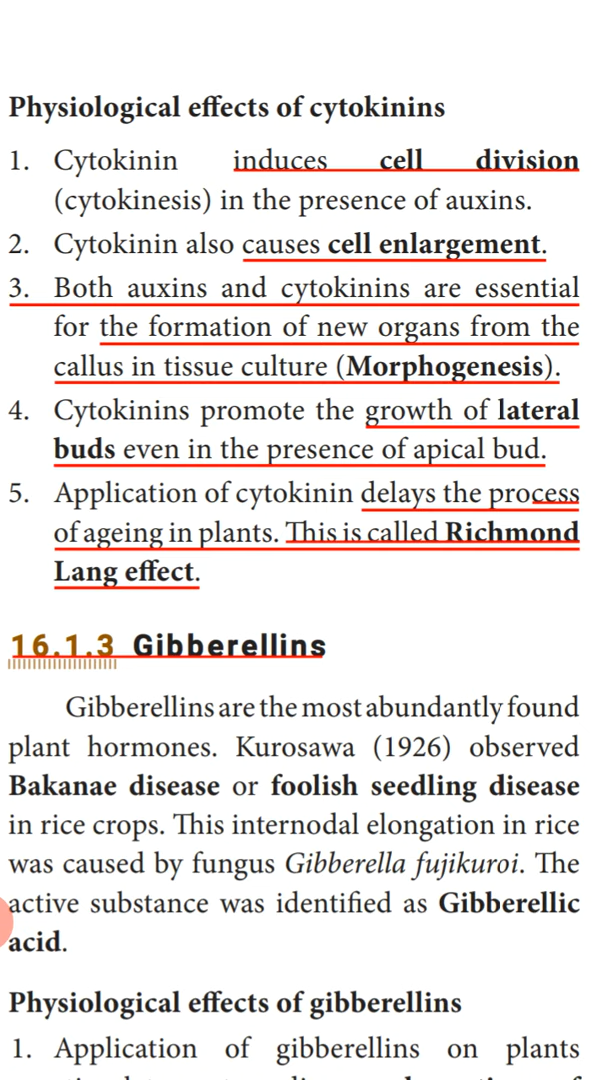 Physiological effects of cytokinins
1. Cytokinin induces cell division
(cytokinesis) in the presence of auxins.
2. Cytokinin also causes cell enlargement.
3. Both auxins and cytokinins are essential
for the formation of new organs from the
callus in tissue culture (Morphogenesis).
4. Cytokinins promote the growth of lateral
buds even in the presence of apical bud.
5. Application of cytokinin delays the process
of ageing in plants. This is called Richmond
Lang effect.
16.1.3 Gibberellins
Gibberellins are the most abundantly found
plant hormones. Kurosawa (1926) observed
Bakanae disease or foolish seedling disease
in rice crops. This internodal elongation in rice
was caused by fungus Gibberella fujikuroi. The
active substance was identified as Gibberellic
acid.
Physiological effects of gibberellins
1. Application of gibberellins on plants